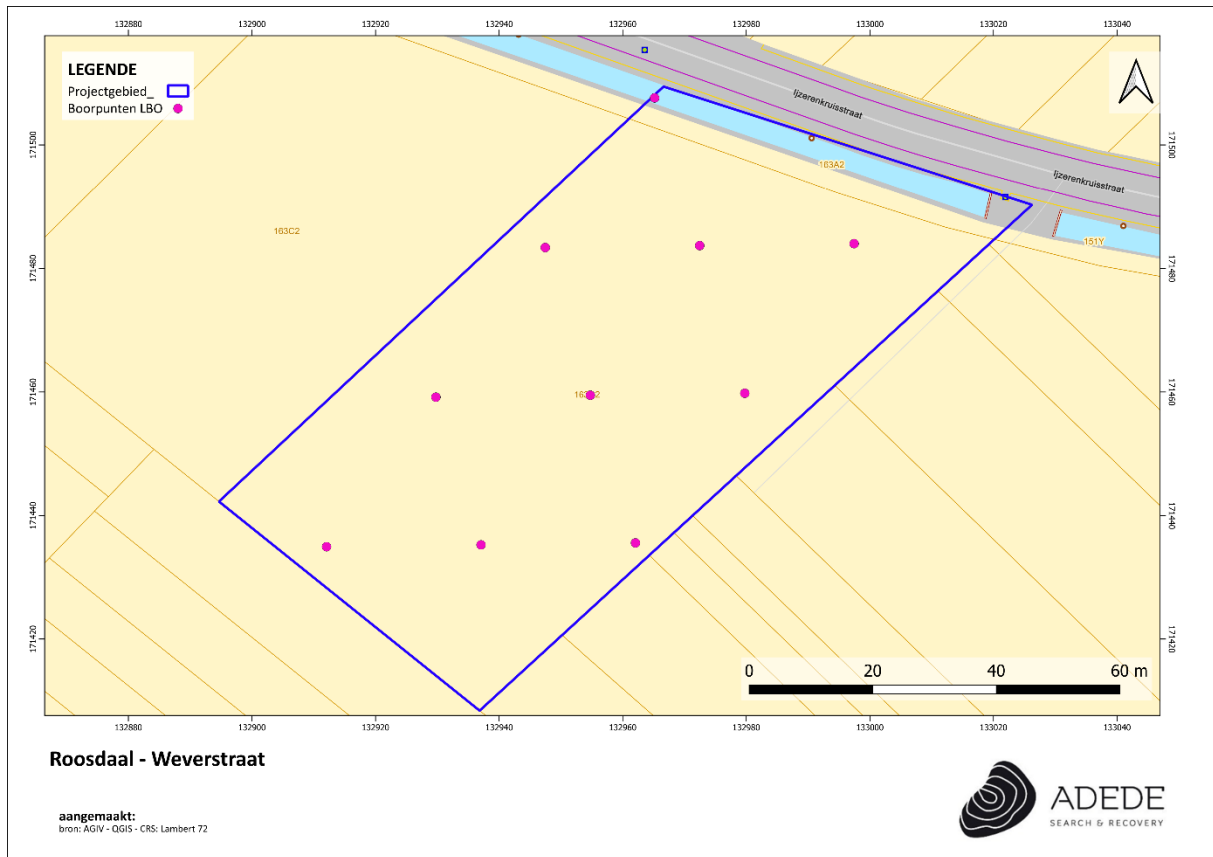 132880 132900 132920 132940 132960 132980 133000 133020 133040
LEGENDE
Projectgebied_
Boorpunten LBO
Ijzerenkruisstraat
171500 171500
163A2
Ijzerenkruisstraat
163C2
151Y
171480 171480
171460 171460
171440 171440
171420 171420
0 20 40 60 m
132880 132900 132920 132940 132960 132980 133000 133020 133040
Roosdaal - Weverstraat
aangemaakt:
bron: AGIV - QGIS - CRS: Lambert 72
ADEDE
SEARCH & RECOVERY